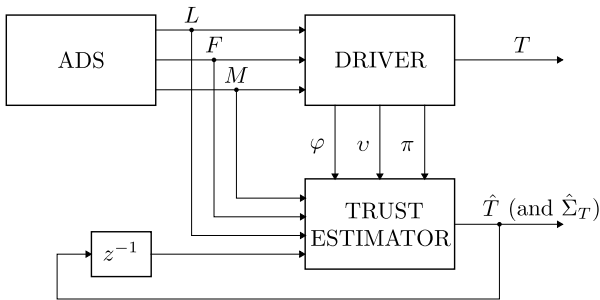 L
F
M
ADS
DRIVER
T
φ
υ
π
TRUST
ESTIMATOR
T̂ (and Σ̂_T)
z⁻¹